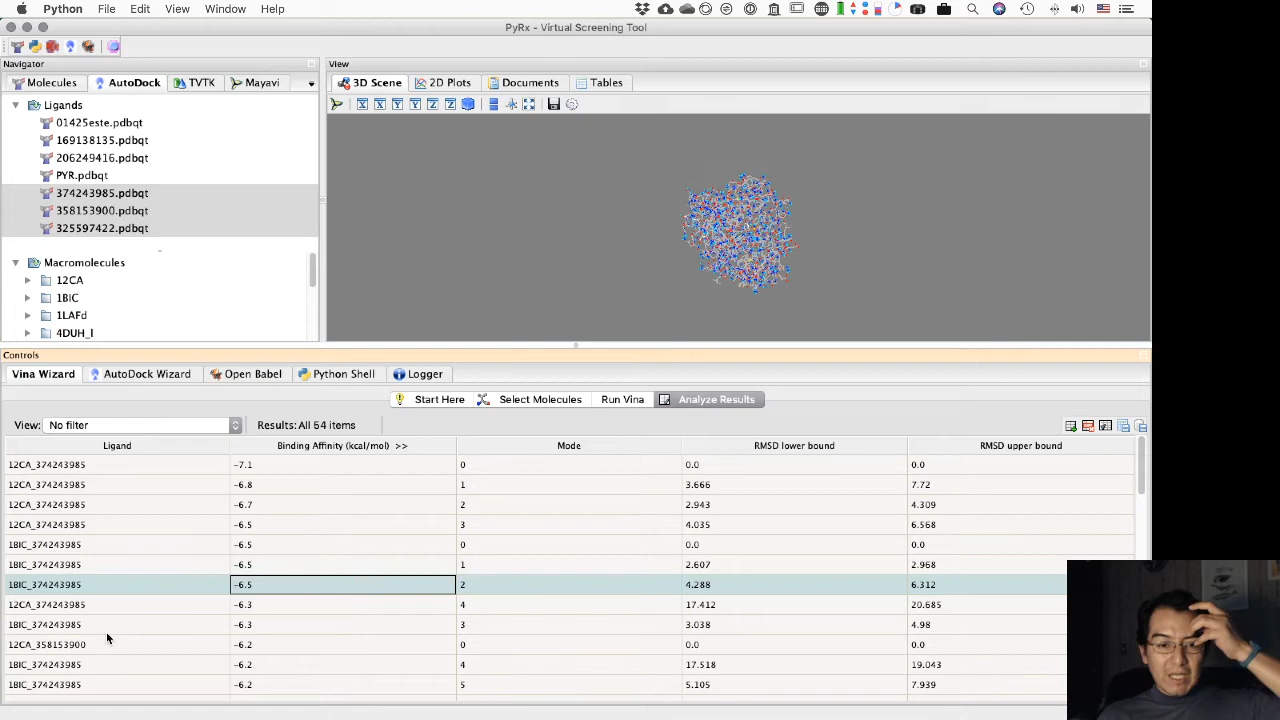 Python File Edit View Window Help
PyRx - Virtual Screening Tool
Navigator
View
Molecules AutoDock TVTK Mayavi
3D Scene 2D Plots Documents Tables
Ligands
01425este.pdbqt
169138135.pdbqt
206249416.pdbqt
PYR.pdbqt
374243985.pdbqt
358153900.pdbqt
325597422.pdbqt
Macromolecules
12CA
1BIC
1LAFd
4DUH_l
X X Y Y Z Z
Controls
Vina Wizard AutoDock Wizard Open Babel Python Shell Logger
Start Here Select Molecules Run Vina Analyze Results
View: No filter Results: All 54 items
Ligand Binding Affinity (kcal/mol) >> Mode RMSD lower bound RMSD upper bound
12CA_374243985 -7.1 0 0.0 0.0
12CA_374243985 -6.8 1 3.666 7.72
12CA_374243985 -6.7 2 2.943 4.309
12CA_374243985 -6.5 3 4.035 6.568
1BIC_374243985 -6.5 0 0.0 0.0
1BIC_374243985 -6.5 1 2.607 2.968
1BIC_374243985 -6.5 2 4.288 6.312
12CA_374243985 -6.3 4 17.412 20.685
1BIC_374243985 -6.3 3 3.038 4.98
12CA_358153900 -6.2 0 0.0 0.0
1BIC_374243985 -6.2 4 17.518 19.043
1BIC_374243985 -6.2 5 5.105 7.939